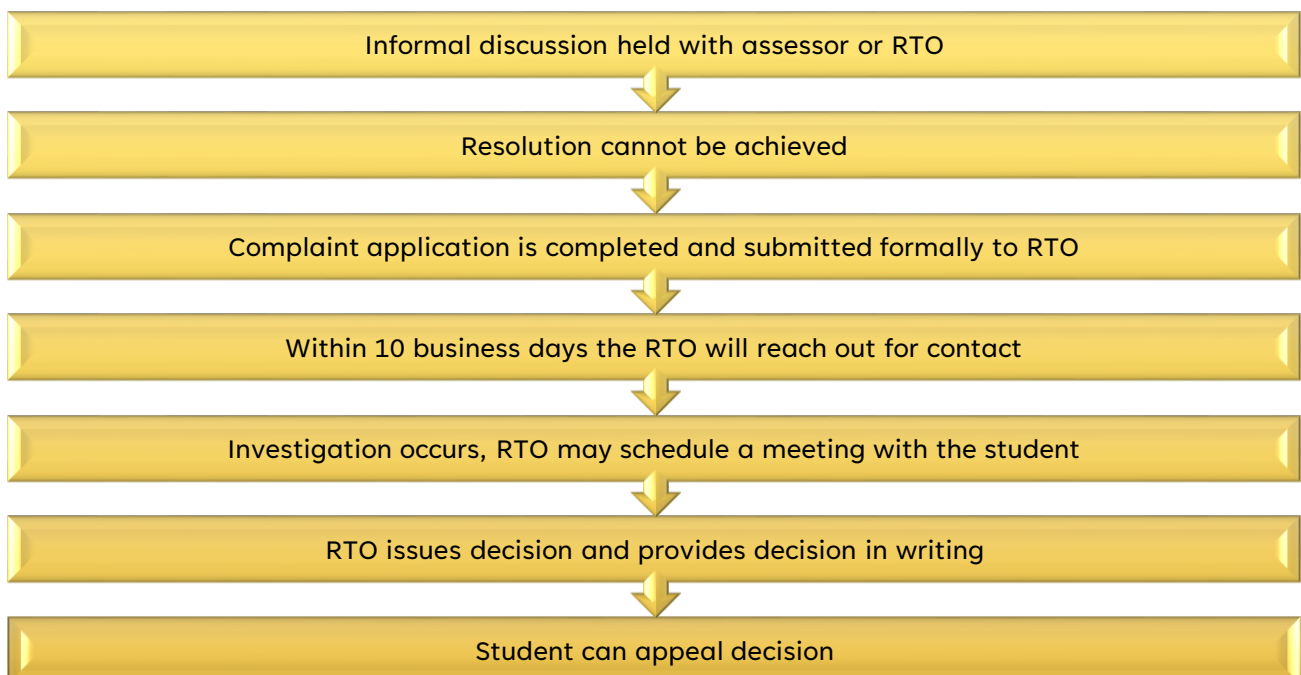 Informal discussion held with assessor or RTO
Resolution cannot be achieved
Complaint application is completed and submitted formally to RTO
Within 10 business days the RTO will reach out for contact
Investigation occurs, RTO may schedule a meeting with the student
RTO issues decision and provides decision in writing
Student can appeal decision